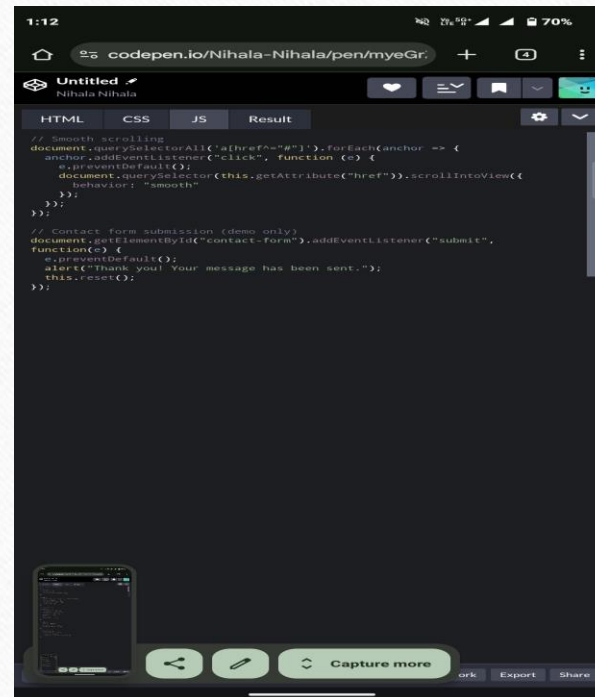 1:12
5G+
70%
codepen.io/Nihala-Nihala/pen/myeGr
4
Untitled
Nihala Nihala
HTML CSS JS Result
// Smooth scrolling
document.querySelectorAll('a[href^="#"]').forEach(anchor => {
anchor.addEventListener("click", function (e) {
e.preventDefault();
document.querySelector(this.getAttribute("href")).scrollIntoView({
behavior: "smooth"
});
});
});
// Contact form submission (demo only)
document.getElementById("contact-form").addEventListener("submit",
function(e) {
e.preventDefault();
alert("Thank you! Your message has been sent.");
this.reset();
});
Capture more
ork Export Share